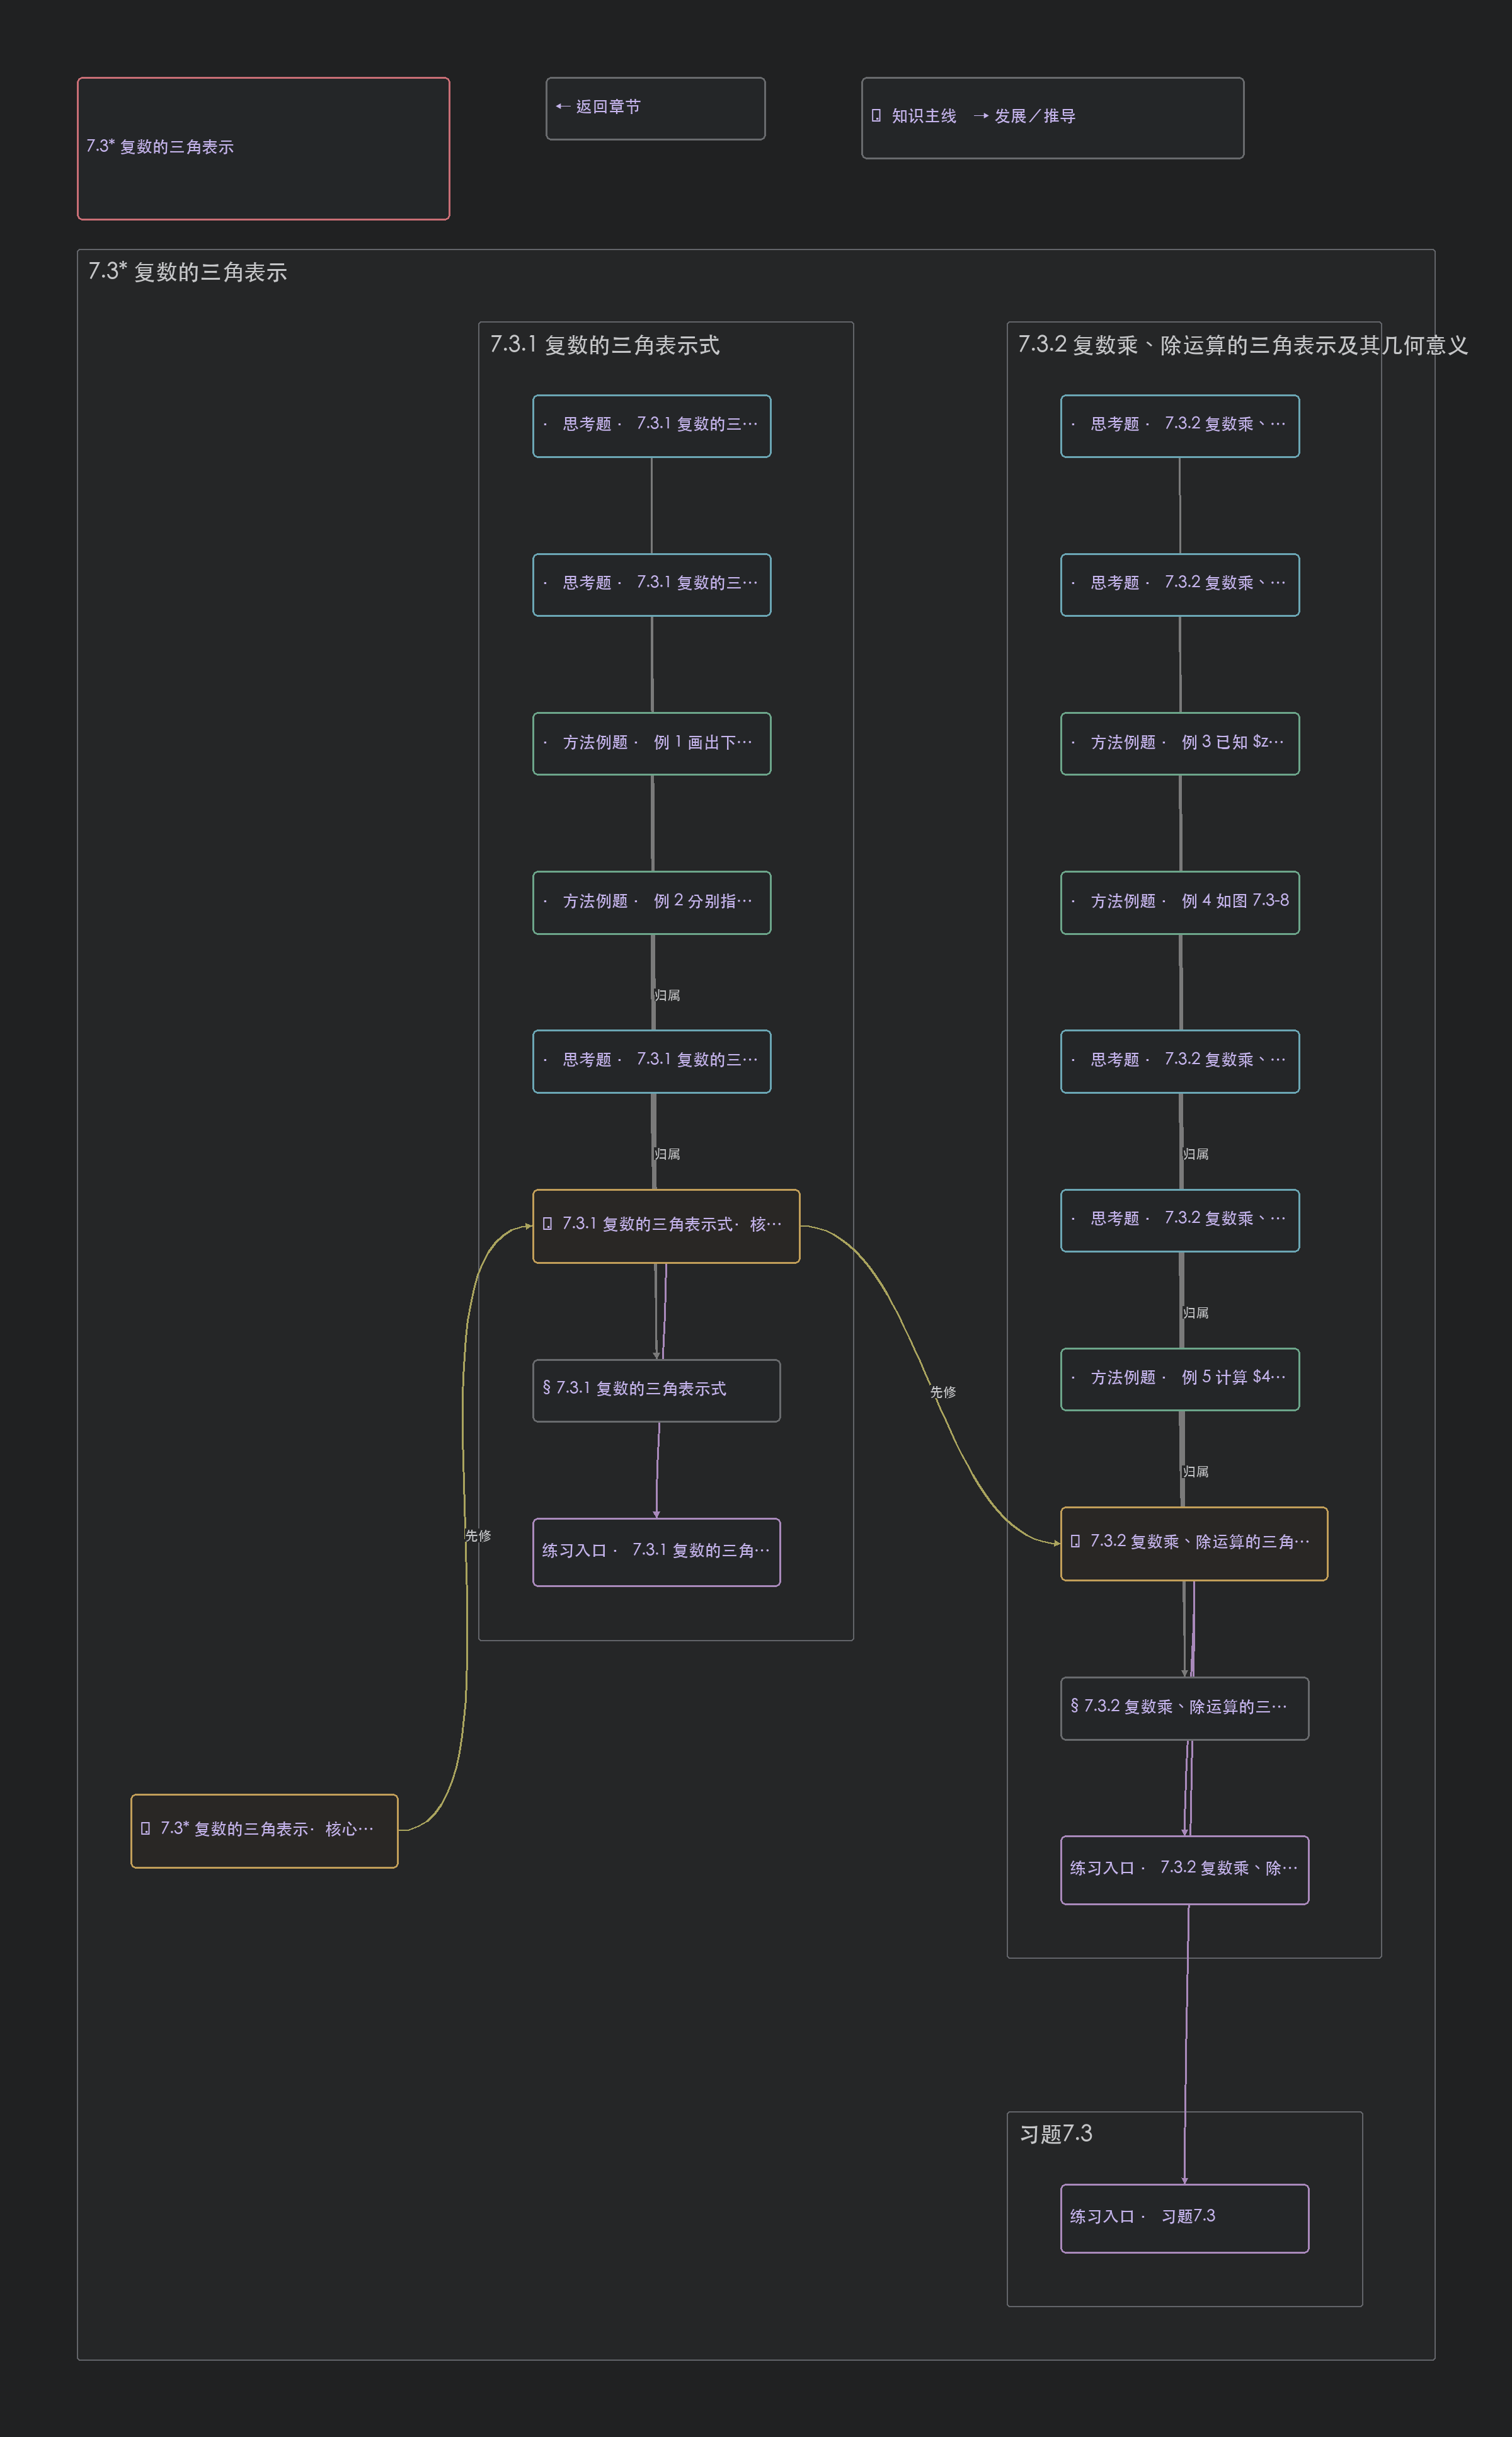 7.3* 复数的三角表示
← 返回章节
知识主线 → 发展／推导
7.3* 复数的三角表示
7.3.1 复数的三角表示式
· 思考题 · 7.3.1 复数的三…
· 思考题 · 7.3.1 复数的三…
· 方法例题 · 例 1 画出下…
· 方法例题 · 例 2 分别指…
归属
· 思考题 · 7.3.1 复数的三…
归属
7.3.1 复数的三角表示式· 核…
§ 7.3.1 复数的三角表示式
先修
练习入口 · 7.3.1 复数的三角…
7.3* 复数的三角表示· 核心…
先修
7.3.2 复数乘、除运算的三角表示及其几何意义
· 思考题 · 7.3.2 复数乘、…
· 思考题 · 7.3.2 复数乘、…
· 方法例题 · 例 3 已知 $z…
· 方法例题 · 例 4 如图 7.3-8
· 思考题 · 7.3.2 复数乘、…
归属
· 思考题 · 7.3.2 复数乘、…
归属
· 方法例题 · 例 5 计算 $4…
归属
7.3.2 复数乘、除运算的三角…
§ 7.3.2 复数乘、除运算的三…
练习入口 · 7.3.2 复数乘、除…
习题7.3
练习入口 · 习题7.3